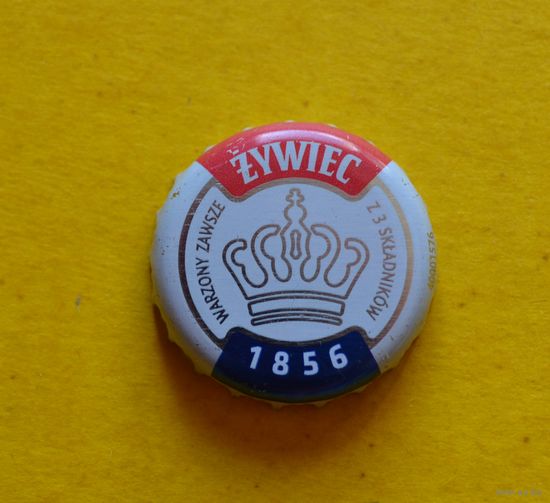 ŻYWIEC
WARZONY ZAWSZE
Z 3 SKŁADNIKÓW
1856